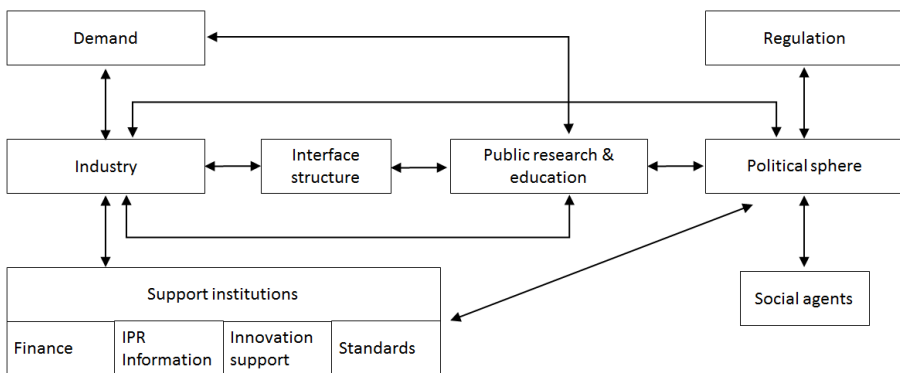 Demand
Regulation
Industry
Interface
structure
Public research &
education
Political sphere
Support institutions
Social agents
Finance
IPR
Information
Innovation
support
Standards